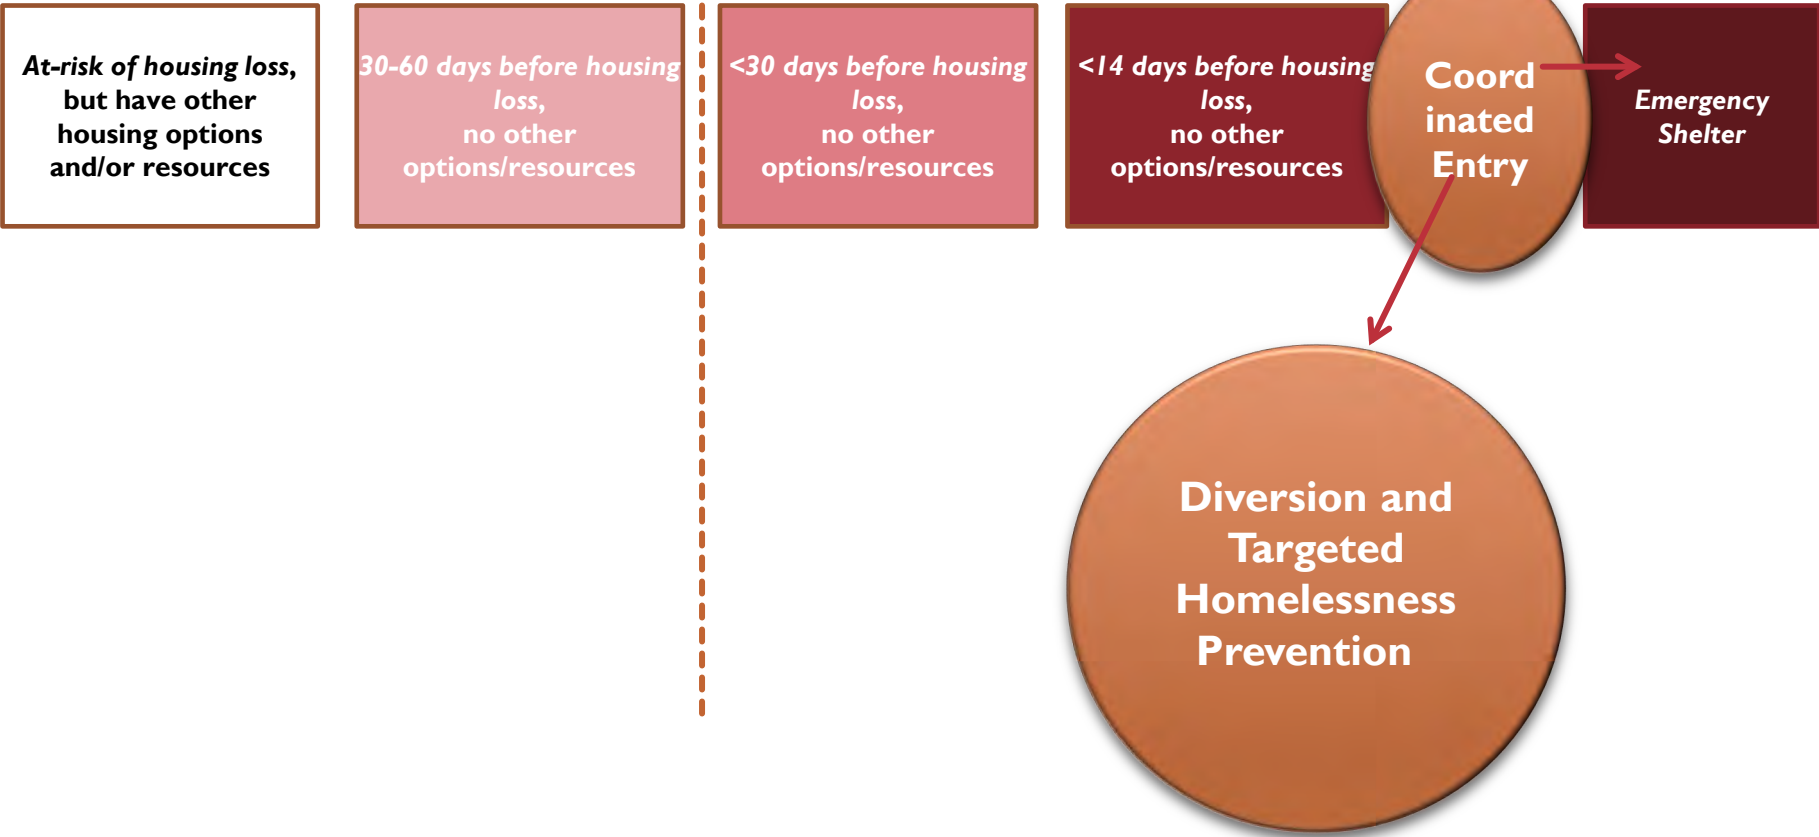 At-risk of housing loss,
but have other
housing options
and/or resources
30-60 days before housing
loss,
no other
options/resources
<30 days before housing
loss,
no other
options/resources
<14 days before housing
loss,
no other
options/resources
Coord
inated
Entry
Emergency
Shelter
Diversion and
Targeted
Homelessness
Prevention